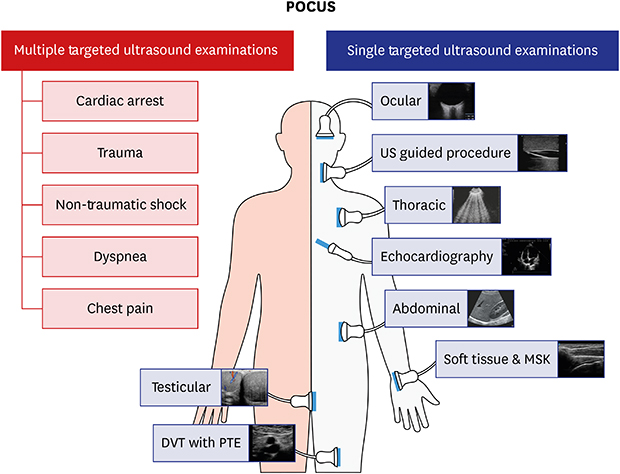 POCUS
Multiple targeted ultrasound examinations
Cardiac arrest
Trauma
Non-traumatic shock
Dyspnea
Chest pain
Single targeted ultrasound examinations
Ocular
US guided procedure
Thoracic
Echocardiography
Abdominal
Soft tissue & MSK
Testicular
DVT with PTE